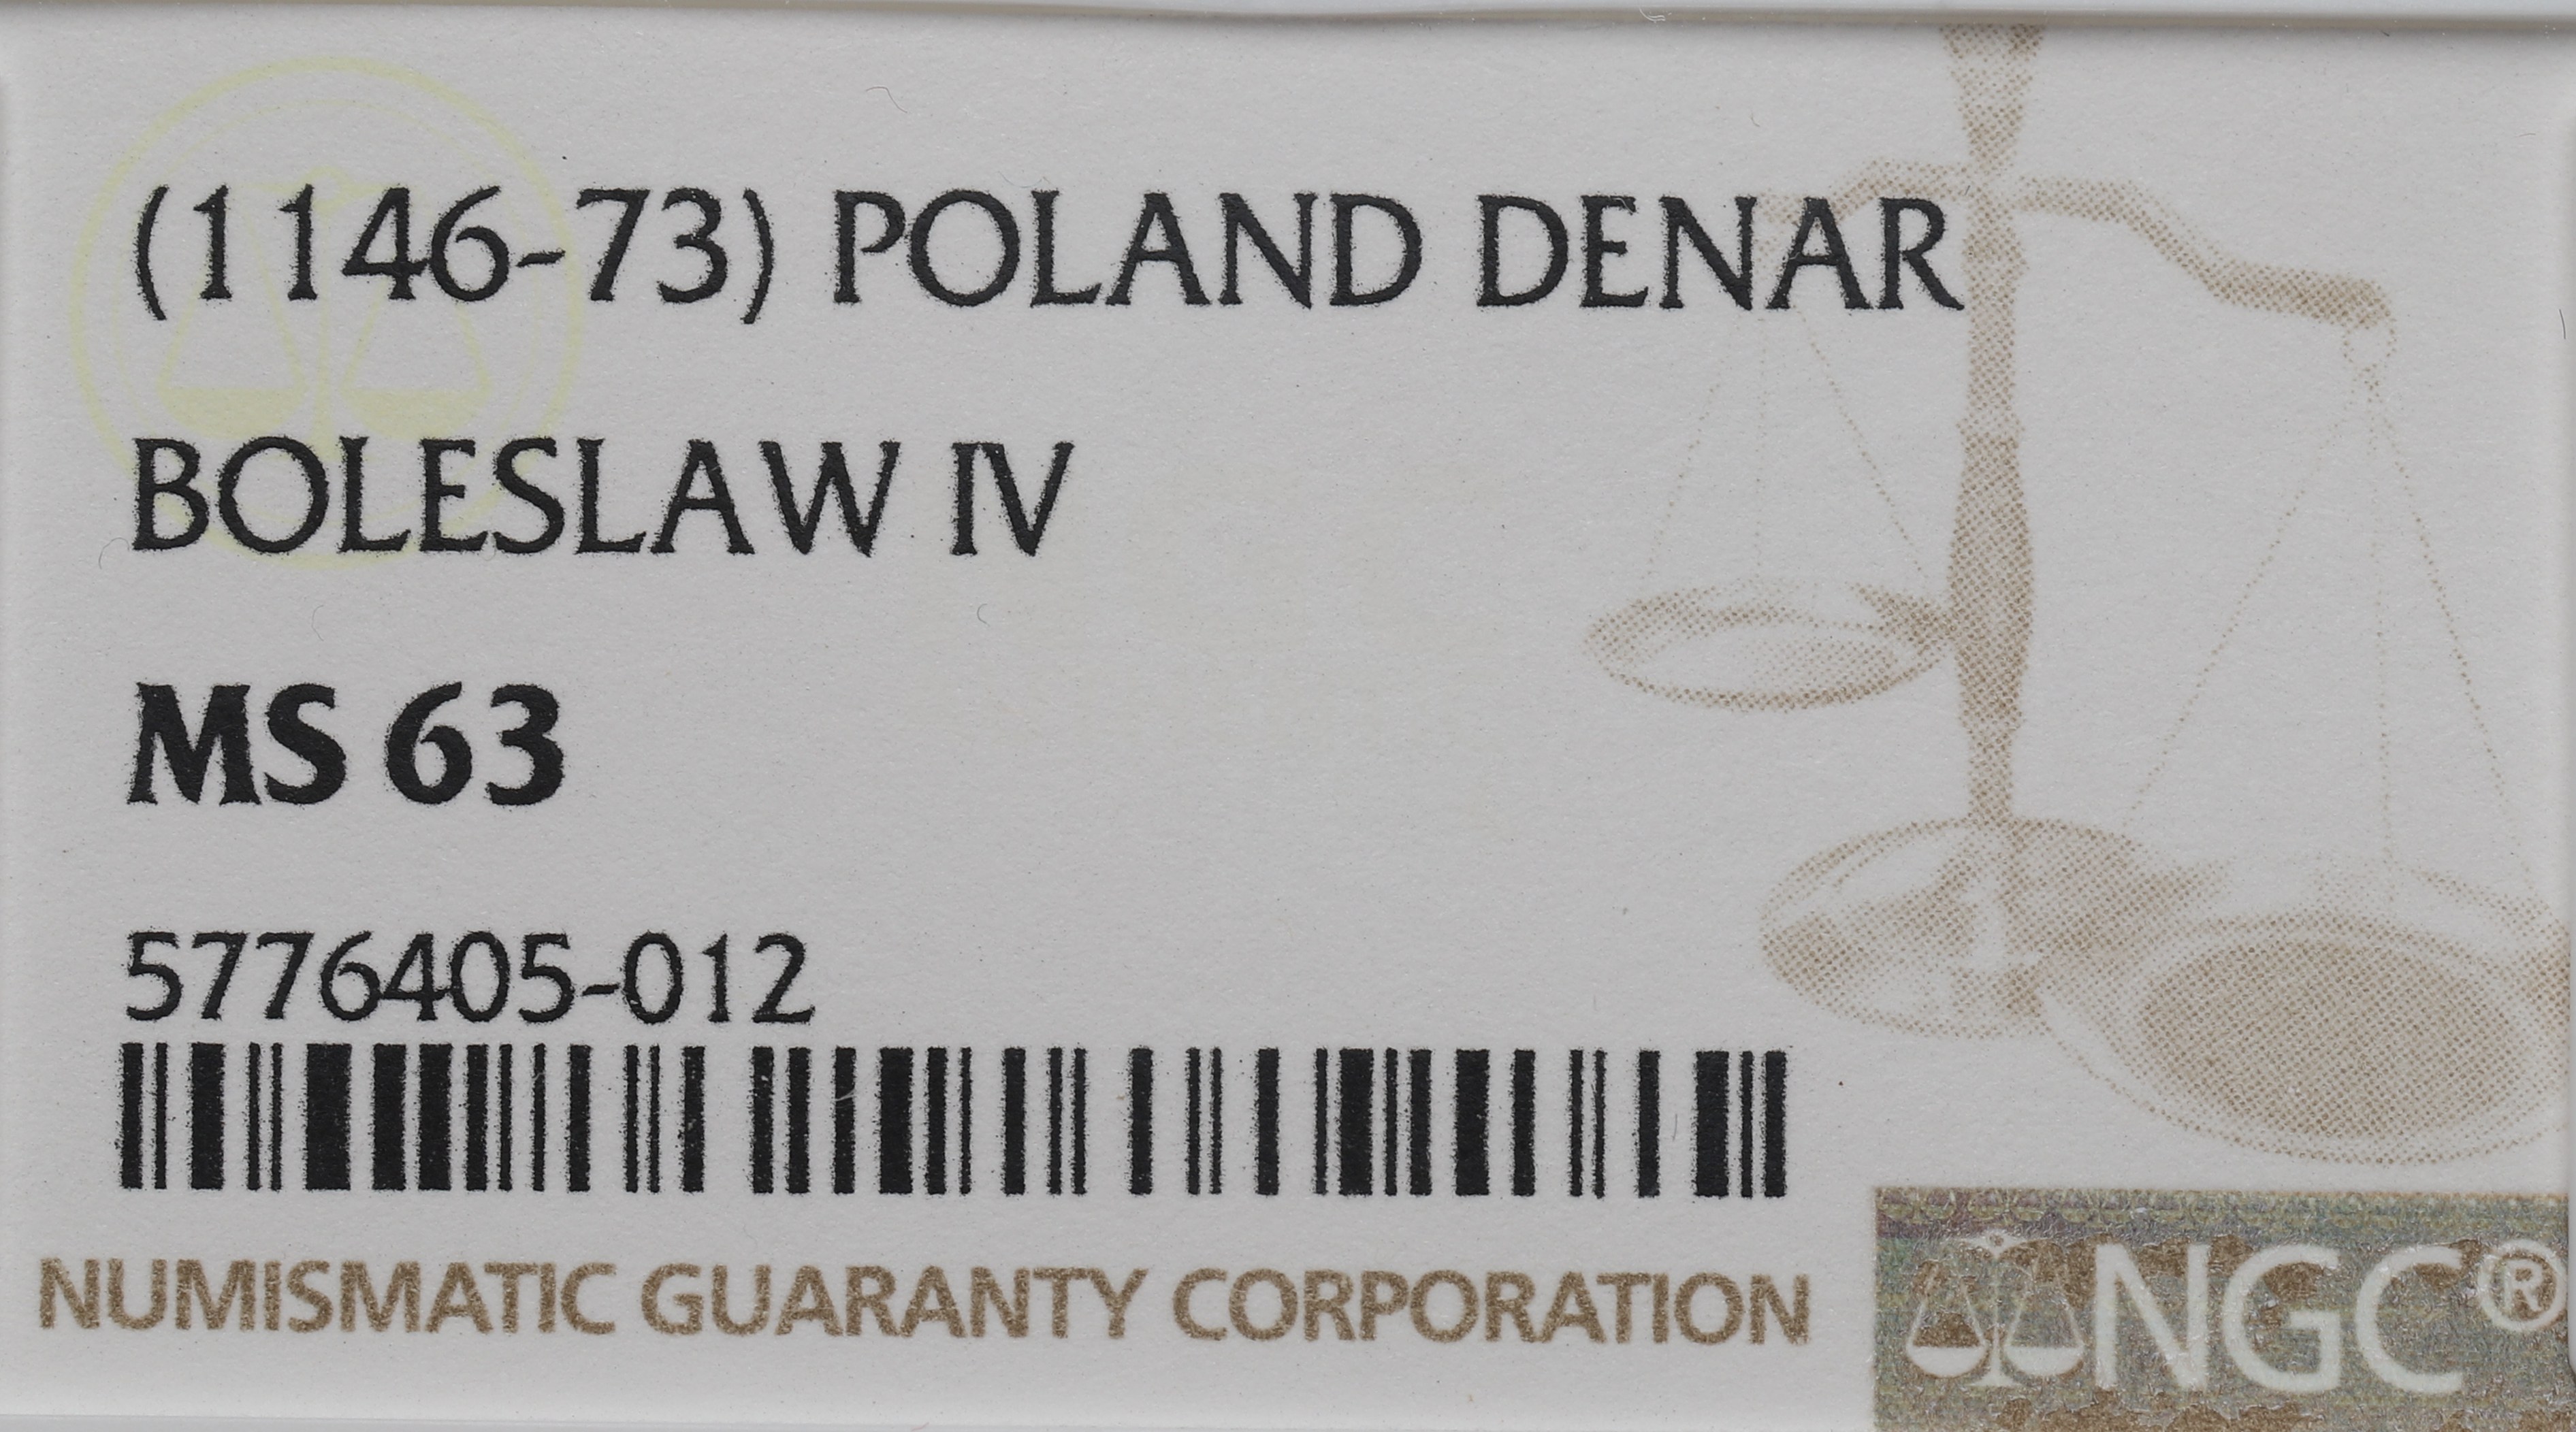 (1146-73) POLAND DENAR
BOLESLAW IV
MS 63
5776405-012
NUMISMATIC GUARANTY CORPORATION
NGC®